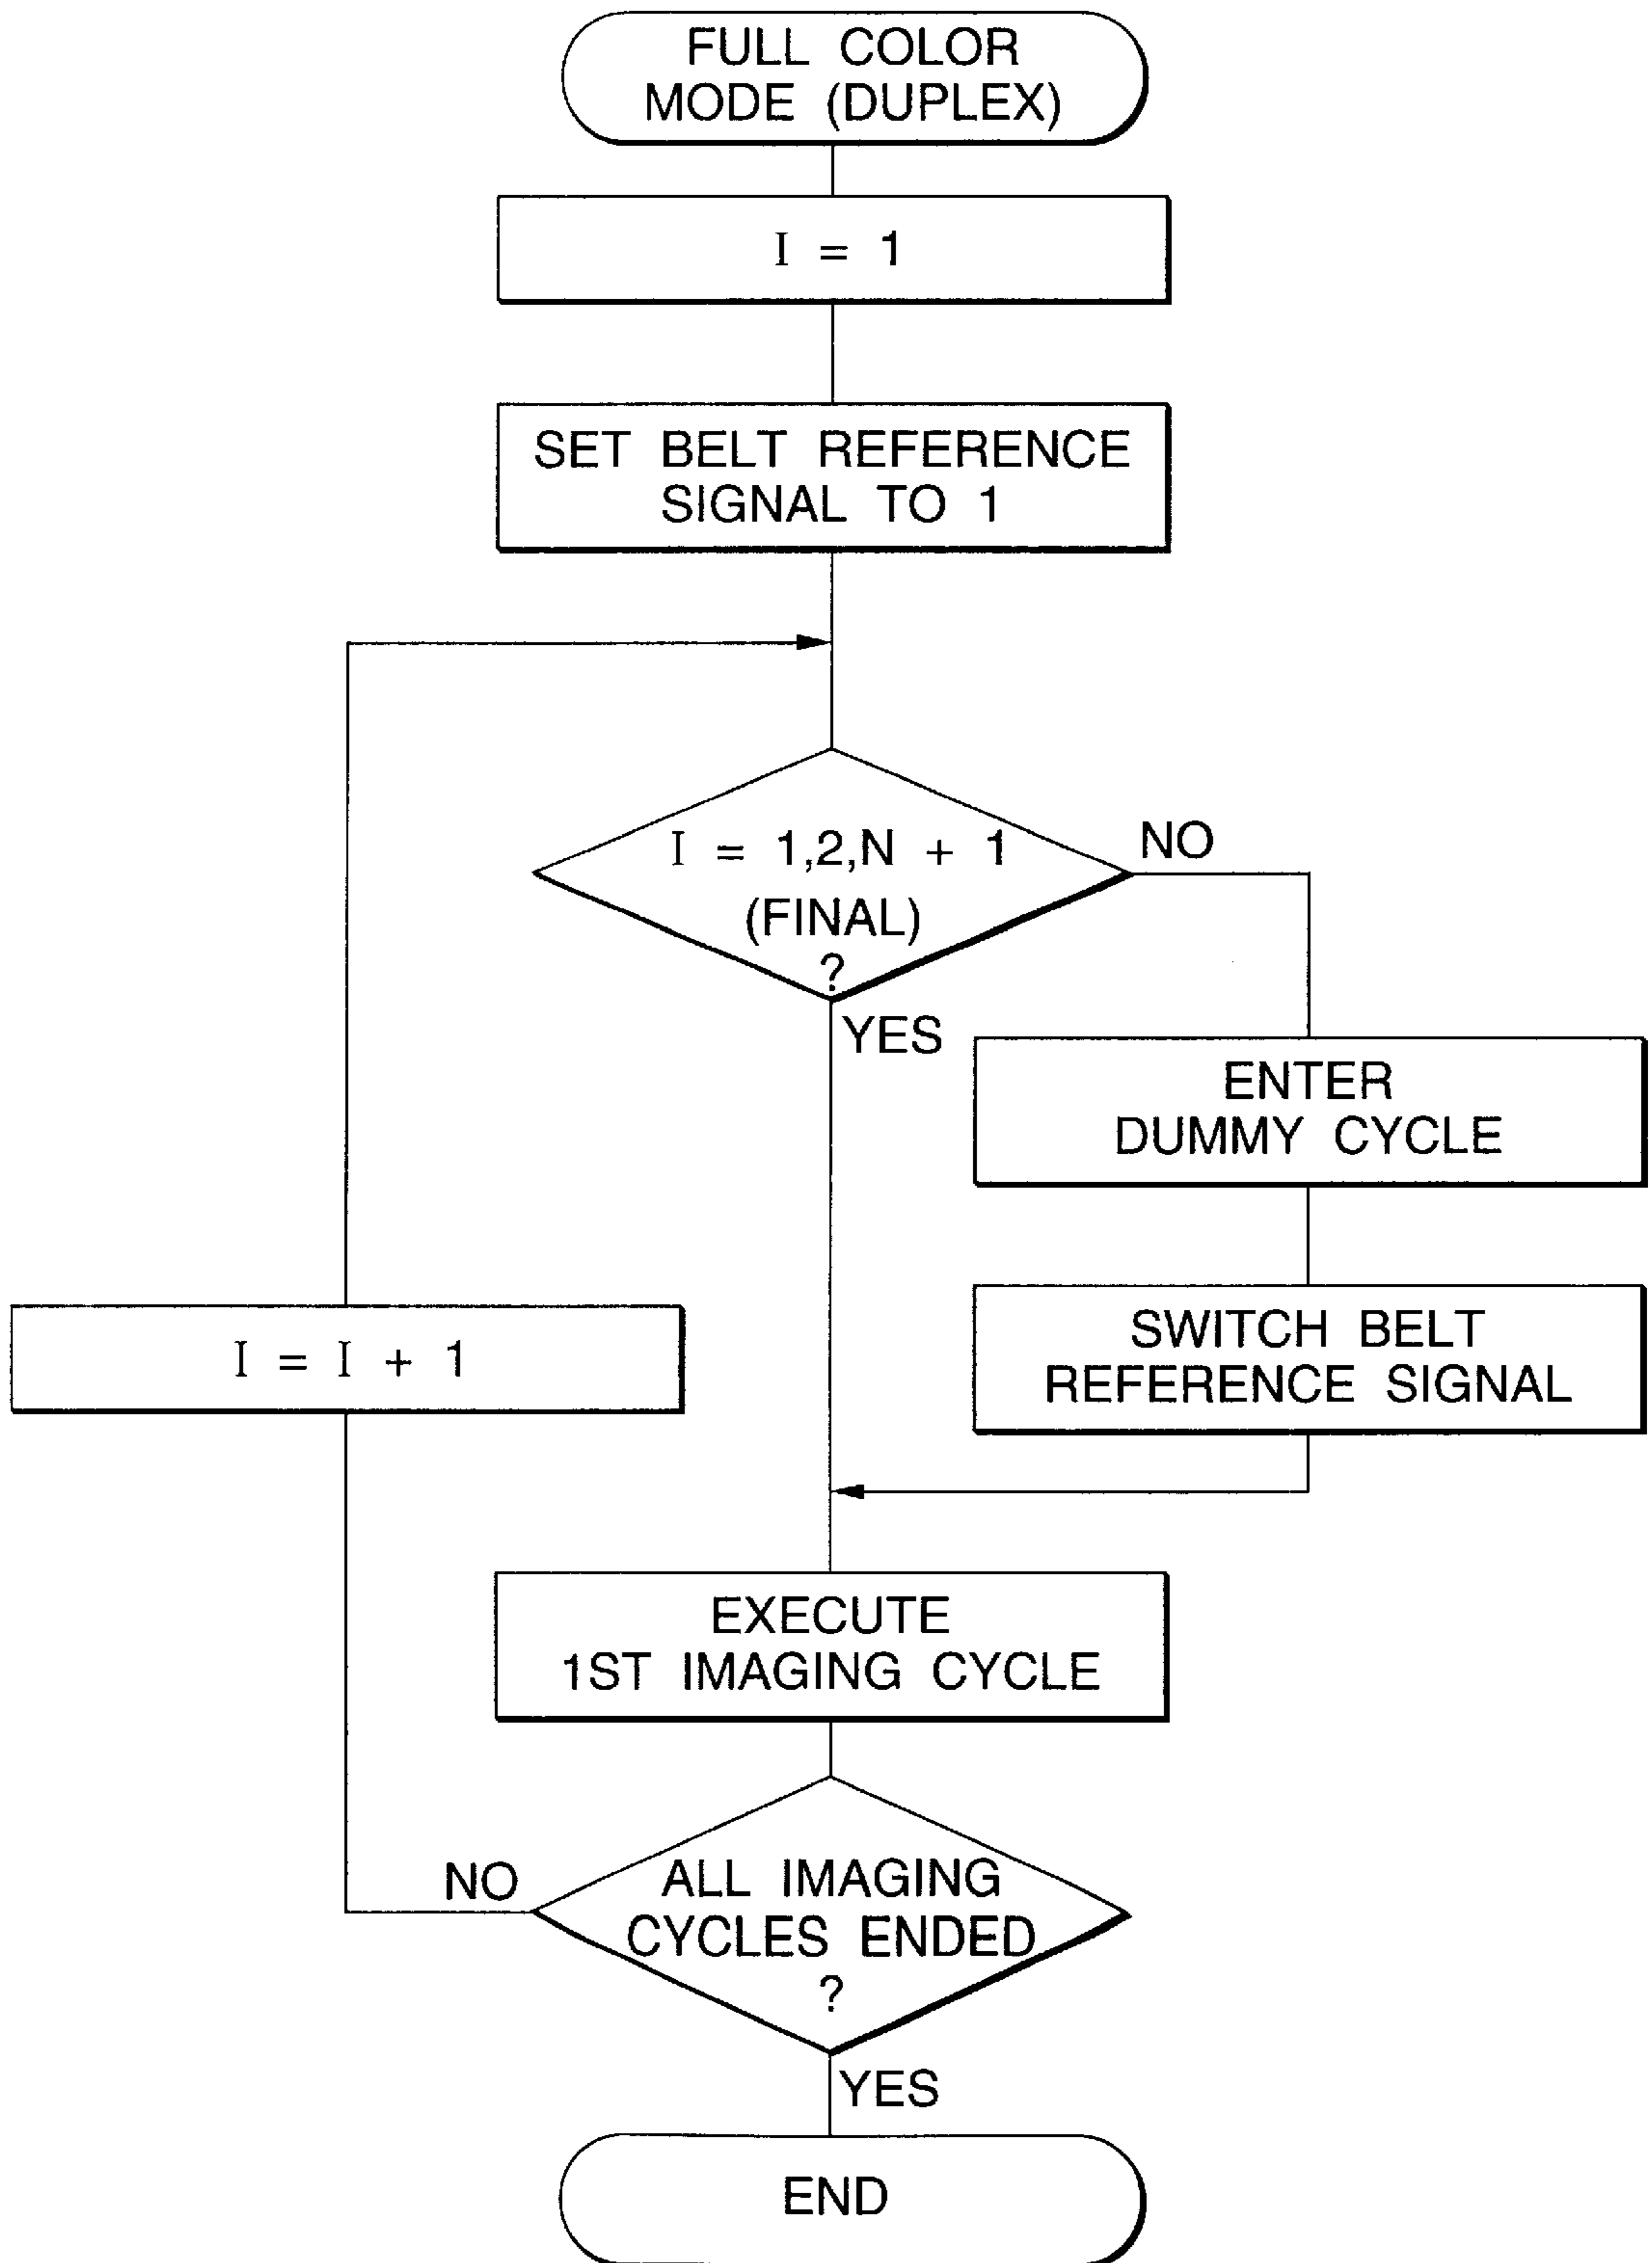 FULL COLOR
MODE (DUPLEX)
I = 1
SET BELT REFERENCE
SIGNAL TO 1
I = 1,2,N + 1
(FINAL)
?
NO
YES
ENTER
DUMMY CYCLE
SWITCH BELT
REFERENCE SIGNAL
I = I + 1
EXECUTE
1ST IMAGING CYCLE
ALL IMAGING
CYCLES ENDED
?
NO
YES
END